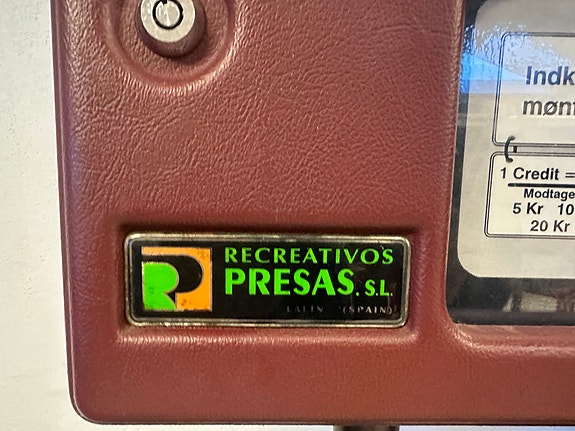 RECREATIVOS
PRESAS. S.L.
LALIN (SPAIN)
Indk
mønt
1 Credit =
Modtage
5 Kr 10
20 Kr